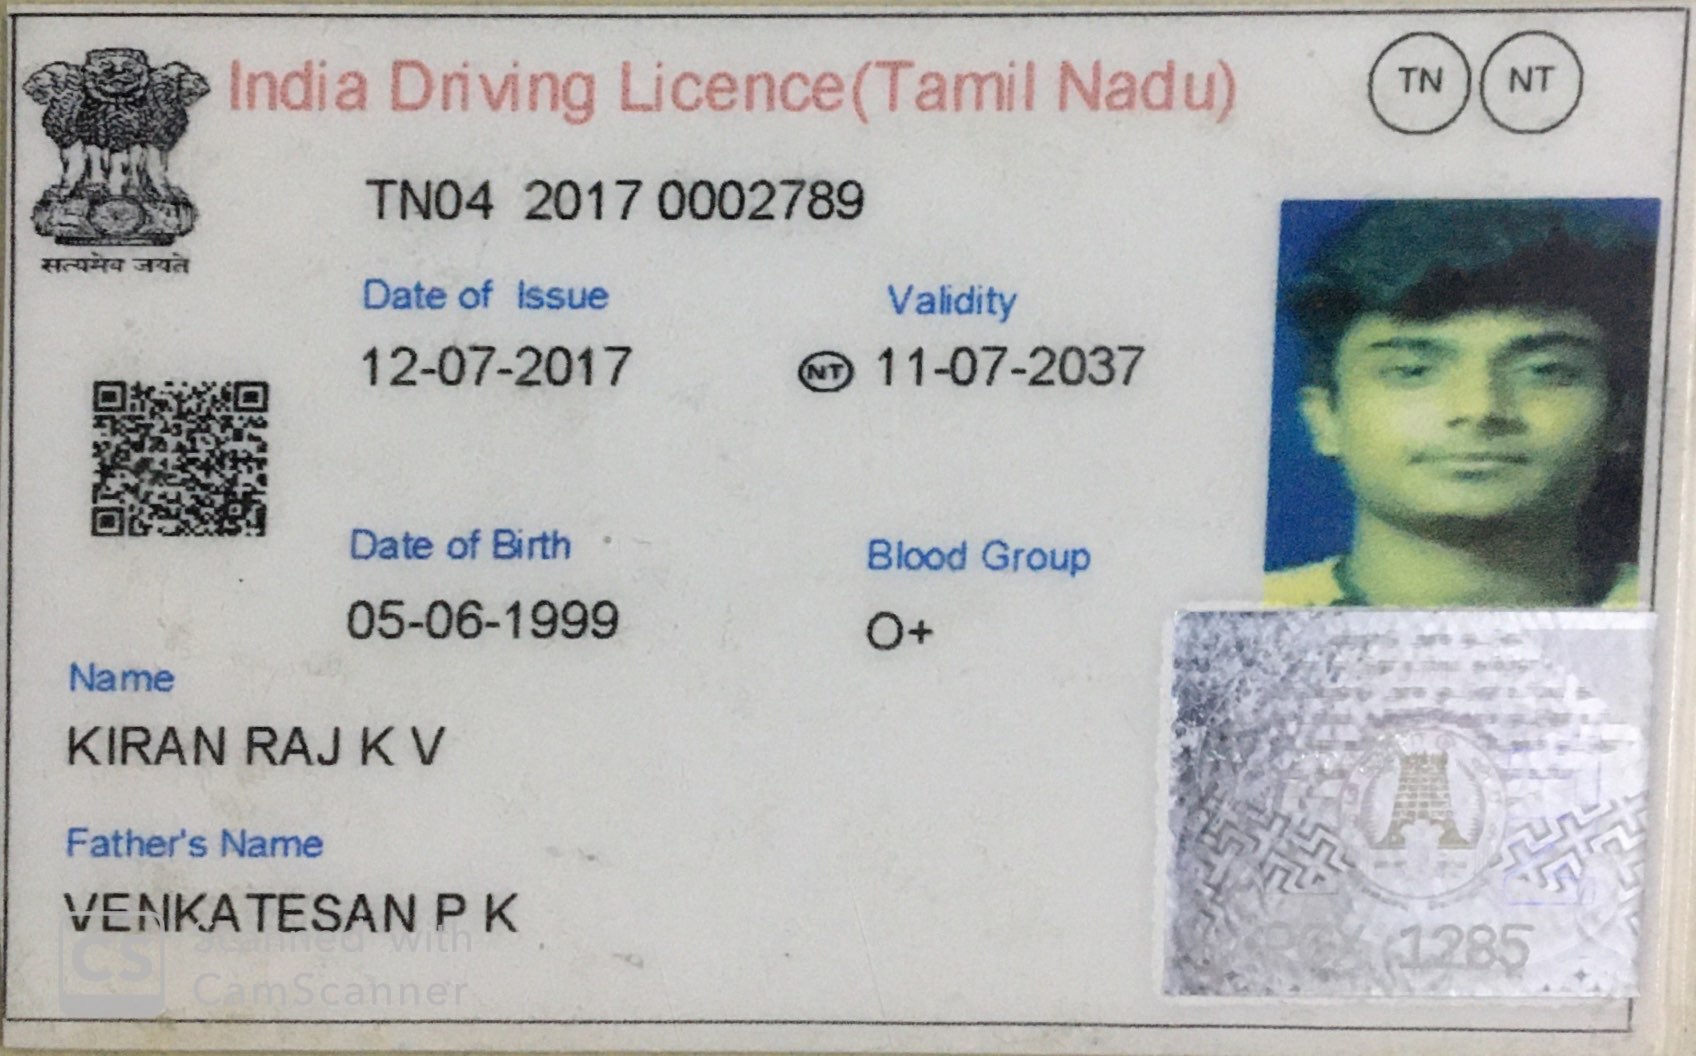 India Driving Licence(Tamil Nadu)
TN NT
सत्यमेव जयते
TN04 2017 0002789
Date of Issue Validity
12-07-2017 NT 11-07-2037
Date of Birth Blood Group
05-06-1999 O+
Name
KIRAN RAJ K V
Father's Name
VENKATESAN P K
1285
CS Scanned with
CamScanner